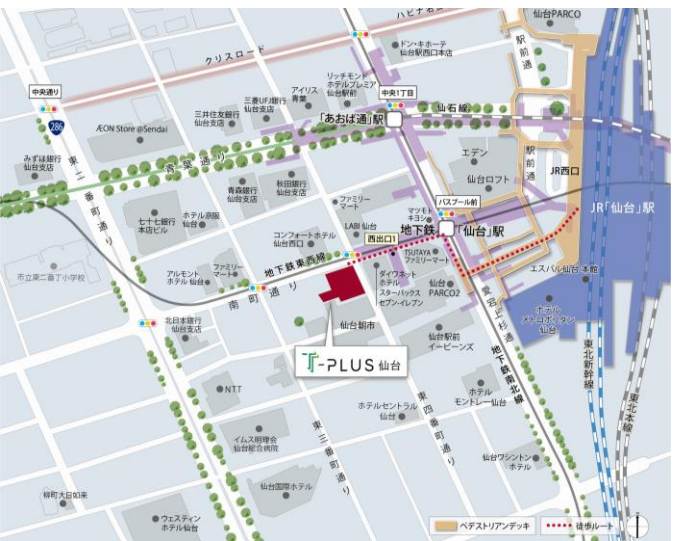 ハピナ名
仙台PARCO
クリスロード
ドン・キホーテ
仙台駅西口本店
駅前通
中央通り
リッチモンド
ホテルプレミア
仙台駅前
中央1丁目
アイリス
青葉
三菱UFJ銀行
仙台支店
三井住友銀行
仙台支店
仙石線
「あおば通」駅
286
ÆON Store @Sendai
みずほ銀行
仙台支店
東二番町通り
青葉通り
エデン
駅前通
JR西口
仙台ロフト
秋田銀行
仙台支店
青森銀行
仙台支店
バスプール前
JR「仙台」駅
ファミリー
マート
マツモト
キヨシ
七十七銀行
本店ビル
ホテル京阪
仙台
LABI 仙台
地下鉄「仙台」駅
コンフォートホテル
仙台西口
西出口1
TSUTAYA
ファミリーマート
エスパル仙台 本館
市立東二番丁小学校
アルモント
ホテル 仙台
ファミリー
マート
地下鉄東西線
南町通り
ダイワネット
ホテル
スターバックス
セブン-イレブン
仙台
PARCO2
愛宕上杉通
ホテル
メトロポリタン
仙台
北日本銀行
仙台支店
仙台朝市
仙台駅前
イービーンズ
地下鉄南北線
東北新幹線
東北本線
T-PLUS 仙台
NTT
ホテルセントラル
仙台
ホテル
モントレー仙台
東四番町通り
イムス明理会
仙台総合病院
東三番町通り
仙台ワシントン
ホテル
仙台国際ホテル
柳町大日如来
ウェスティン
ホテル仙台
ペデストリアンデッキ
徒歩ルート